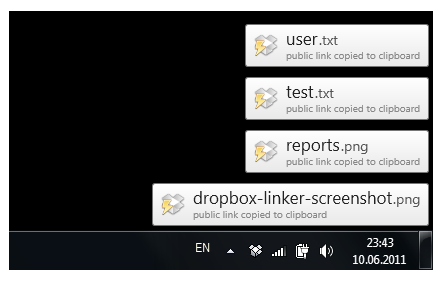 user.txt
public link copied to clipboard
test.txt
public link copied to clipboard
reports.png
public link copied to clipboard
dropbox-linker-screenshot.png
public link copied to clipboard
EN
23:43
10.06.2011